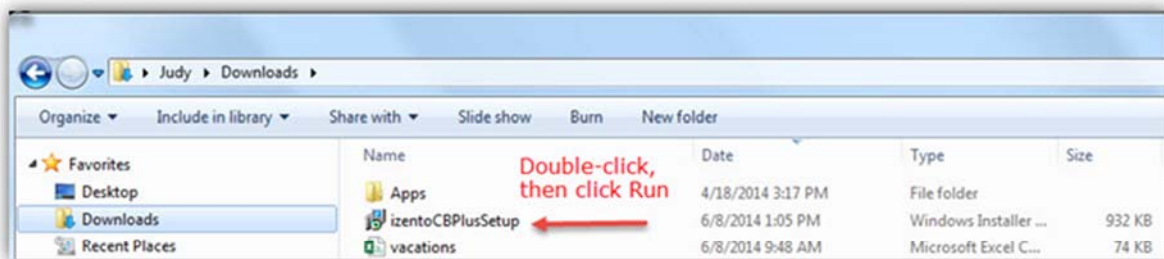 Judy Downloads
Organize Include in library Share with Slide show Burn New folder
Favorites
Desktop
Downloads
Recent Places
Name Date Type Size
Double-click,
then click Run
Apps 4/18/2014 3:17 PM File folder
izentoCBPlusSetup 6/8/2014 1:05 PM Windows Installer ... 932 KB
vacations 6/8/2014 9:48 AM Microsoft Excel C... 74 KB